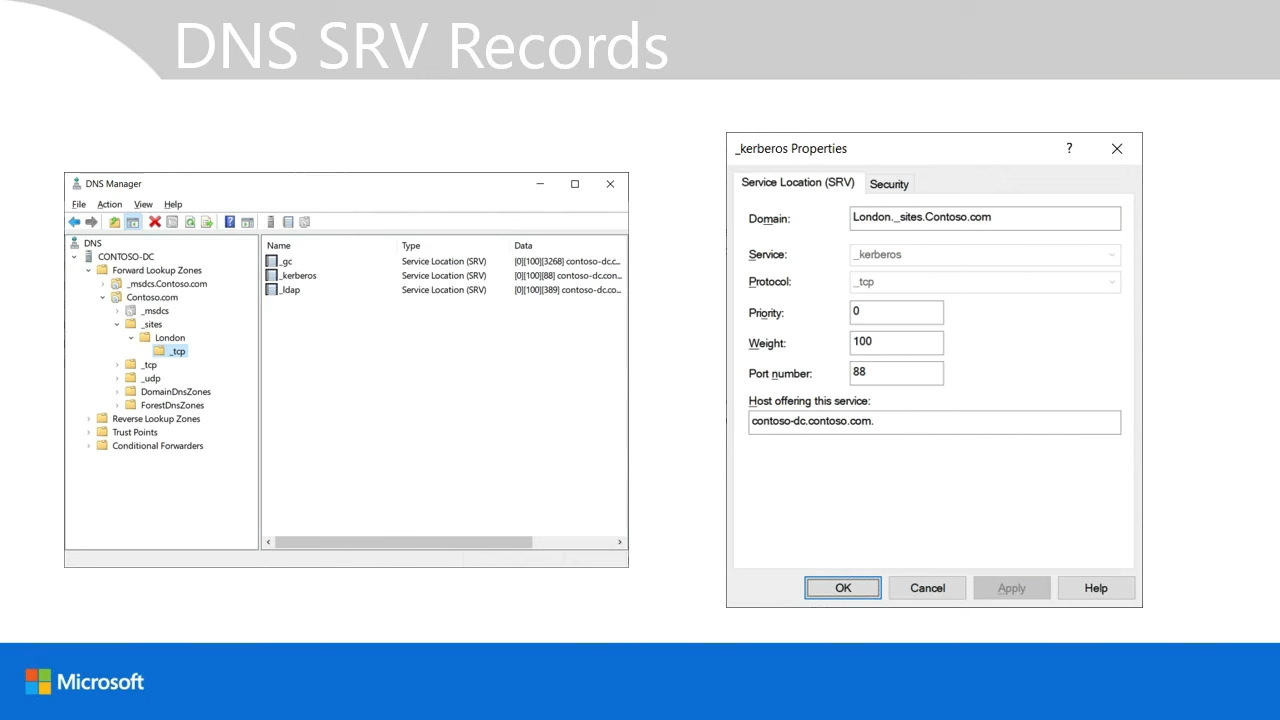 DNS SRV Records
DNS Manager
File Action View Help
DNS
CONTOSO-DC
Forward Lookup Zones
_msdcs.Contoso.com
Contoso.com
_msdcs
_sites
London
_tcp
_tcp
_udp
DomainDnsZones
ForestDnsZones
Reverse Lookup Zones
Trust Points
Conditional Forwarders
Name Type Data
_gc Service Location (SRV) [0][100][3268] contoso-dc.c...
_kerberos Service Location (SRV) [0][100][88] contoso-dc.con...
_ldap Service Location (SRV) [0][100][389] contoso-dc.co...
_kerberos Properties ?
Service Location (SRV) Security
Domain: London._sites.Contoso.com
Service: _kerberos
Protocol: _tcp
Priority: 0
Weight: 100
Port number: 88
Host offering this service:
contoso-dc.contoso.com.
OK Cancel Apply Help
Microsoft